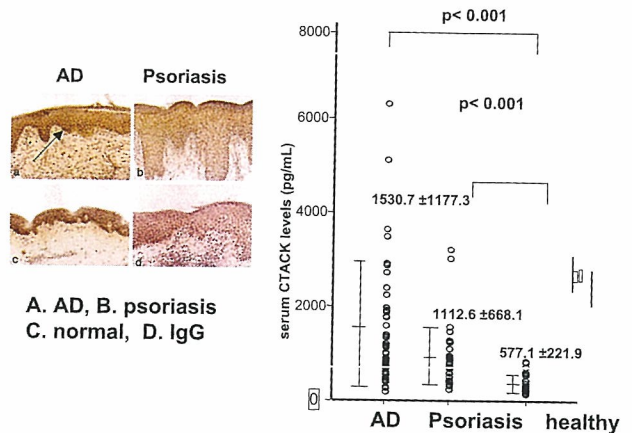 AD Psoriasis
a b
c d
A. AD, B. psoriasis
C. normal, D. IgG
p< 0.001
p< 0.001
serum CTACK levels (pg/mL)
8000
6000
4000
2000
0
1530.7 ±1177.3
1112.6 ±668.1
577.1 ±221.9
AD Psoriasis healthy